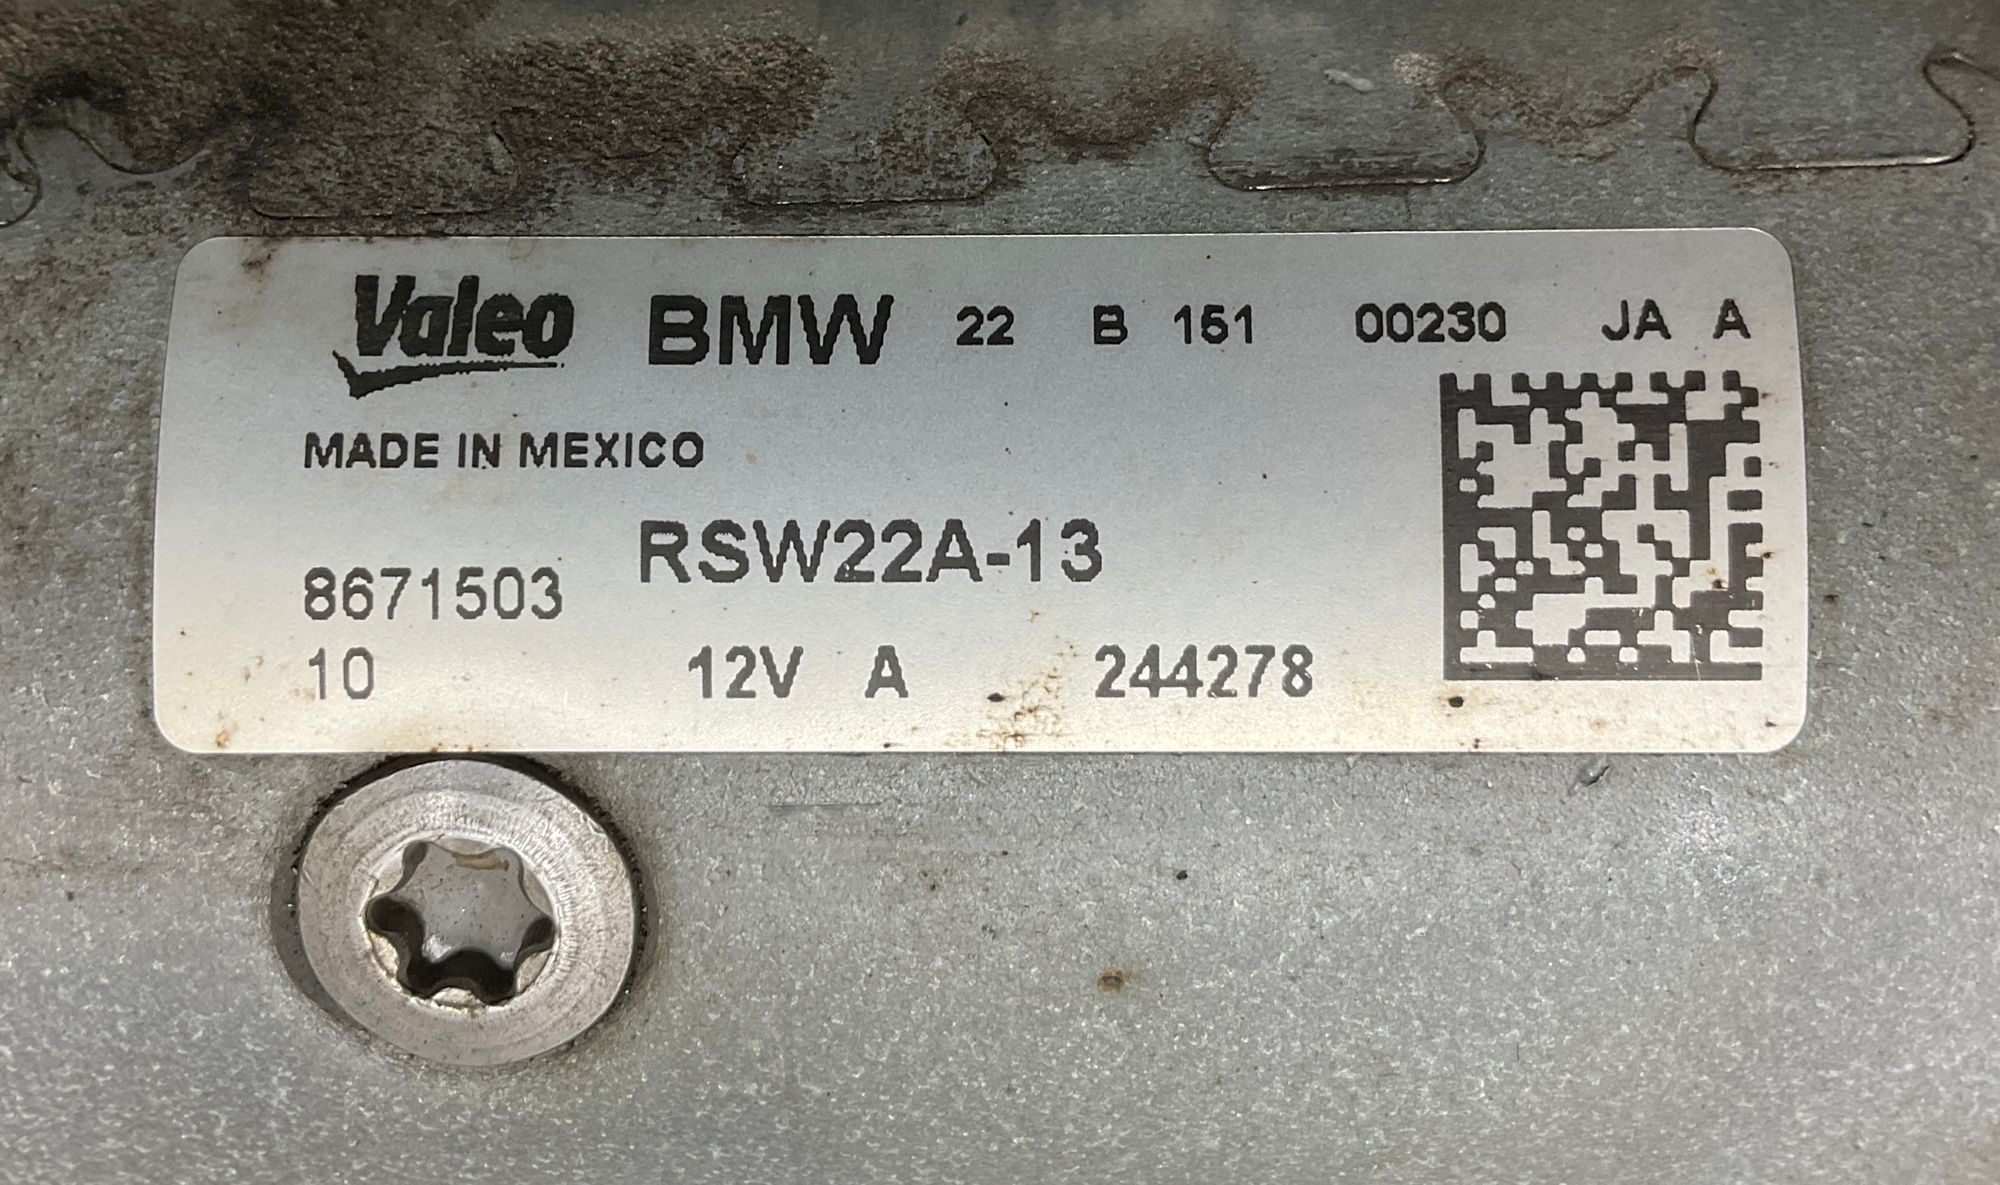 Valeo BMW 22 B 151 00230 JA A
MADE IN MEXICO
RSW22A-13
8671503
10 12V A 244278